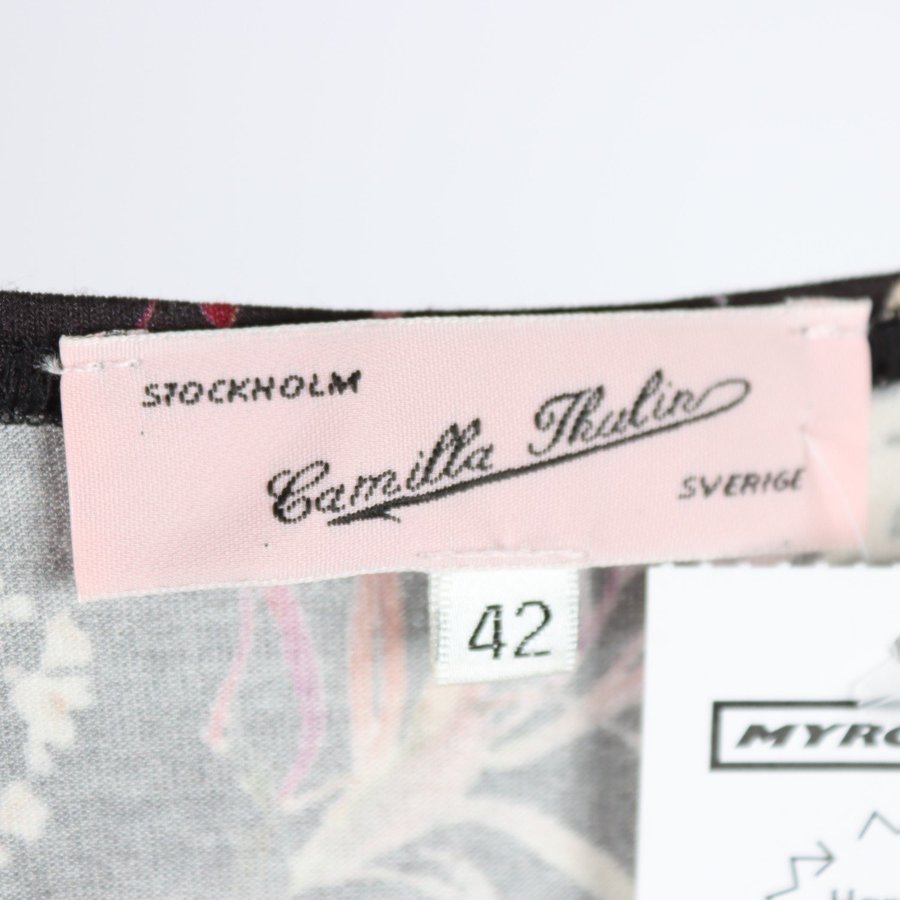 STOCKHOLM
Camilla Thulin
SVERIGE
42